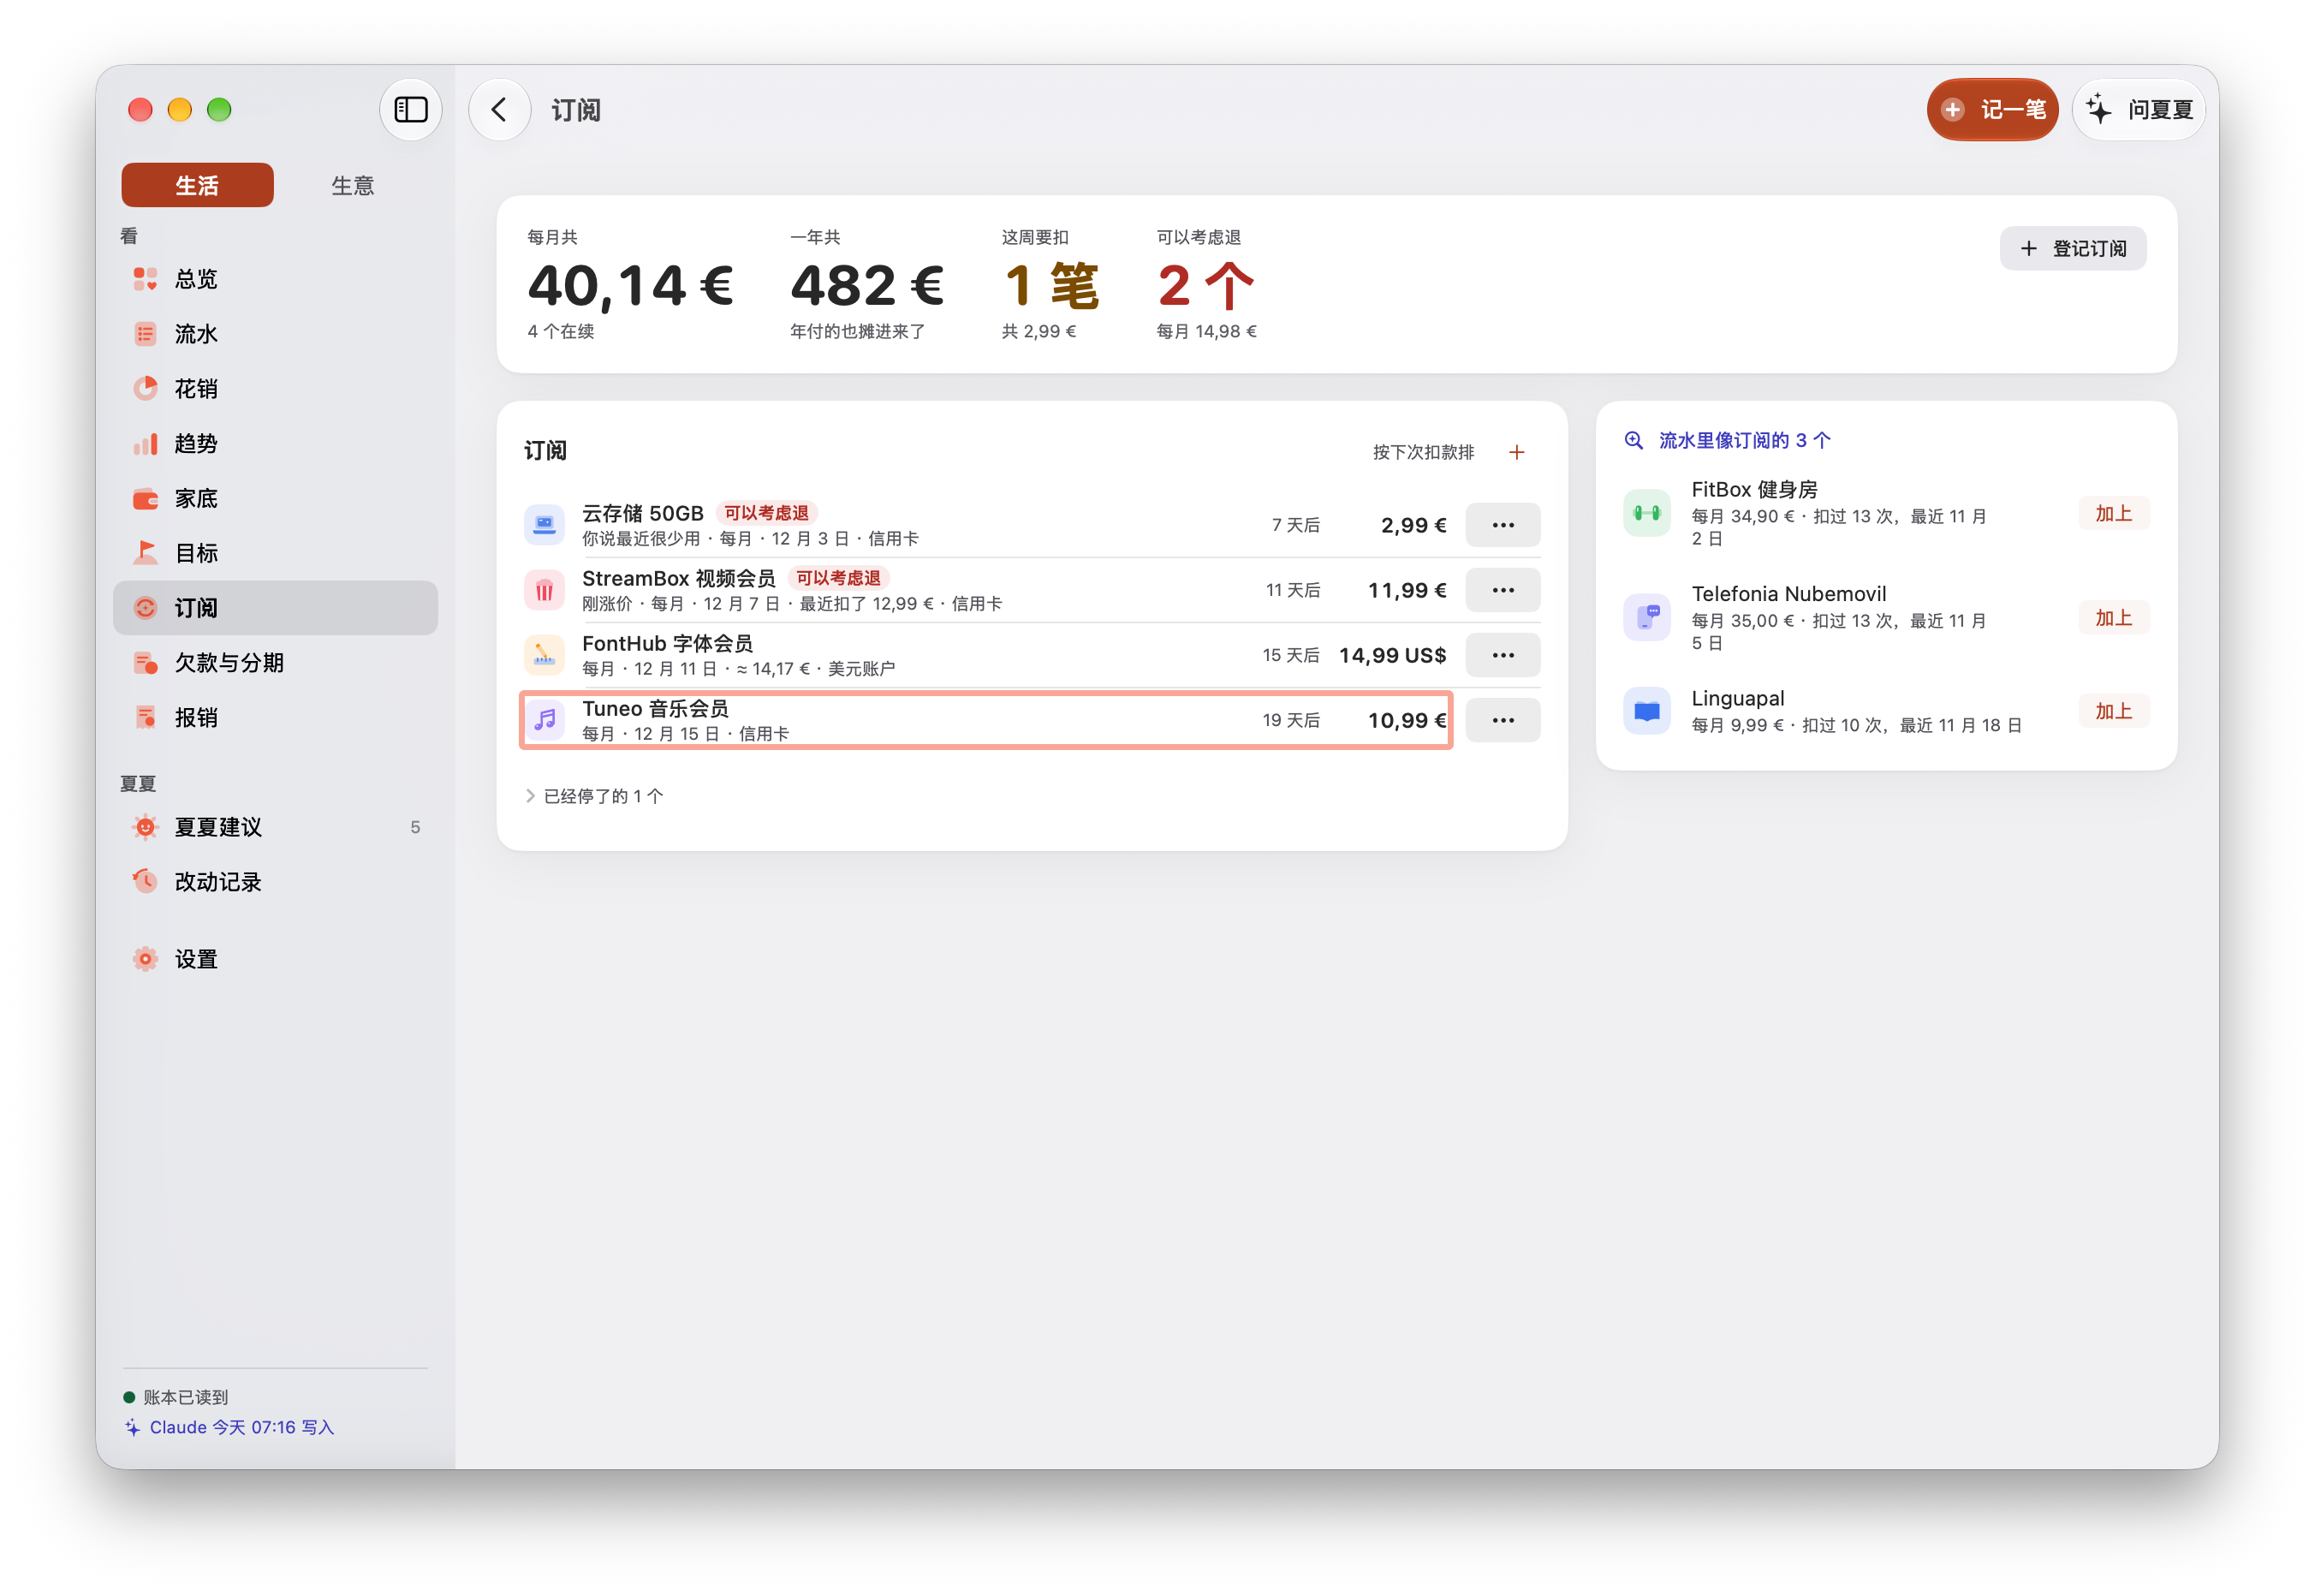 订阅
记一笔
问夏夏
生活
生意
看
总览
流水
花销
趋势
家底
目标
订阅
欠款与分期
报销
夏夏
夏夏建议 5
改动记录
设置
账本已读到
Claude 今天 07:16 写入
每月共
40,14 €
4 个在续
一年共
482 €
年付的也摊进来了
这周要扣
1 笔
共 2,99 €
可以考虑退
2 个
每月 14,98 €
+ 登记订阅
订阅
按下次扣款排 +
云存储 50GB 可以考虑退
你说最近很少用 · 每月 · 12 月 3 日 · 信用卡
7 天后 2,99 €
StreamBox 视频会员 可以考虑退
刚涨价 · 每月 · 12 月 7 日 · 最近扣了 12,99 € · 信用卡
11 天后 11,99 €
FontHub 字体会员
每月 · 12 月 11 日 · ≈ 14,17 € · 美元账户
15 天后 14,99 US$
Tuneo 音乐会员
每月 · 12 月 15 日 · 信用卡
19 天后 10,99 €
已经停了的 1 个
流水里像订阅的 3 个
FitBox 健身房
每月 34,90 € · 扣过 13 次，最近 11 月
2 日
加上
Telefonia Nubemovil
每月 35,00 € · 扣过 13 次，最近 11 月
5 日
加上
Linguapal
每月 9,99 € · 扣过 10 次，最近 11 月 18 日
加上